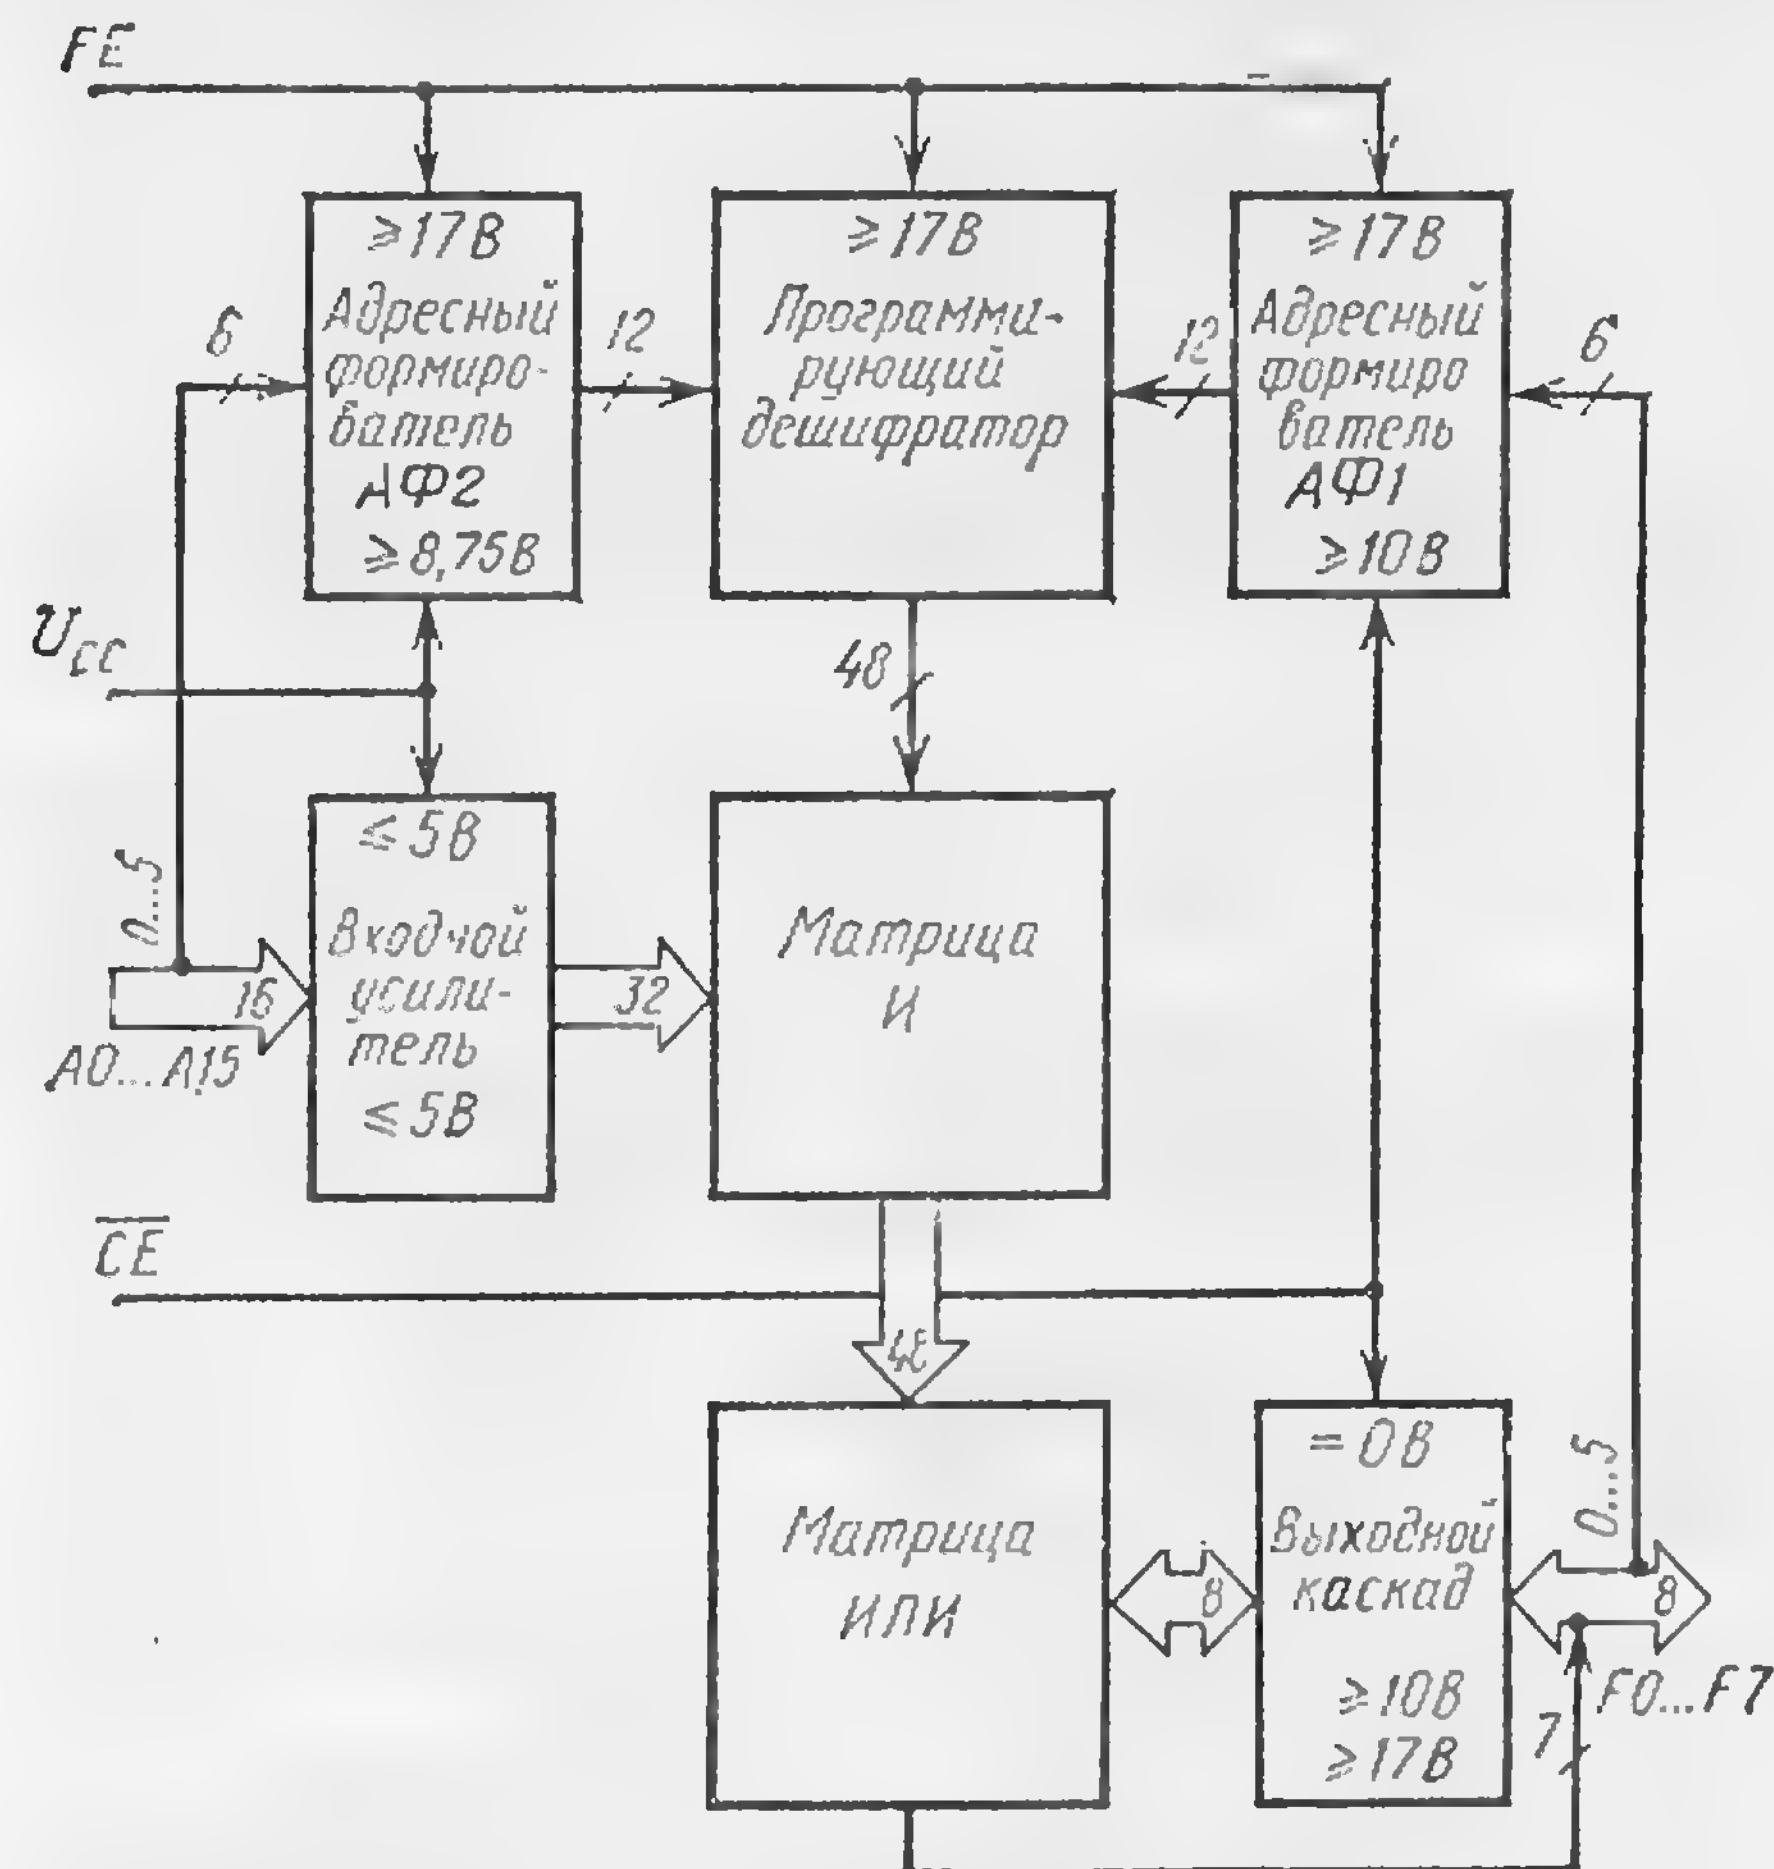 FE
≥17В
Адресный
формиро-
ватель
АФ2
≥8,75В
≥17В
Программи-
рующий
дешифратор
≥17В
Адресный
формиро
ватель
АФ1
≥10В
6
12
12
6
U_CC
48
0...5
16
A0...A15
≤5В
Входной
усили-
тель
≤5В
32
Матрица
И
C̅E̅
48
Матрица
ИЛИ
8
=0В
Выходной
каскад
≥10В
≥17В
0...5
8
F0...F7
7